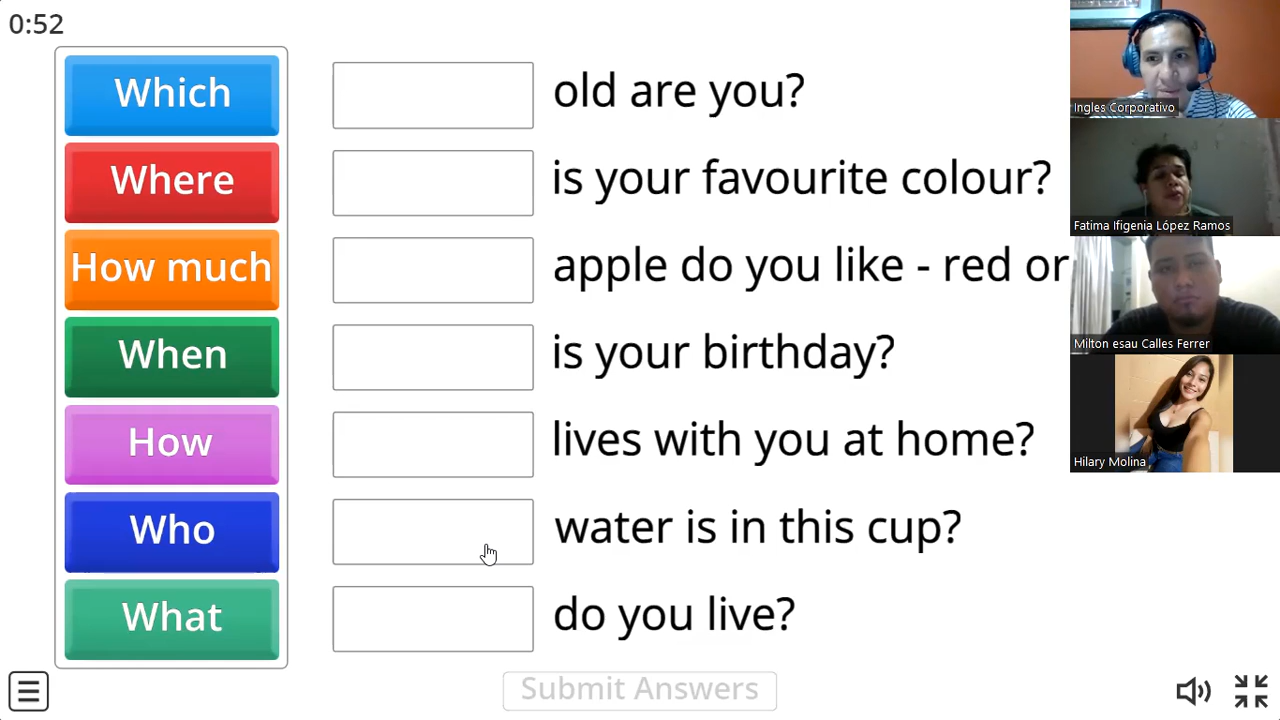 0:52
Which
old are you?
Where
is your favourite colour?
How much
apple do you like - red or
When
is your birthday?
How
lives with you at home?
Who
water is in this cup?
What
do you live?
Submit Answers
Ingles Corporativo
Fatima Ifigenia López Ramos
Milton esau Calles Ferrer
Hilary Molina